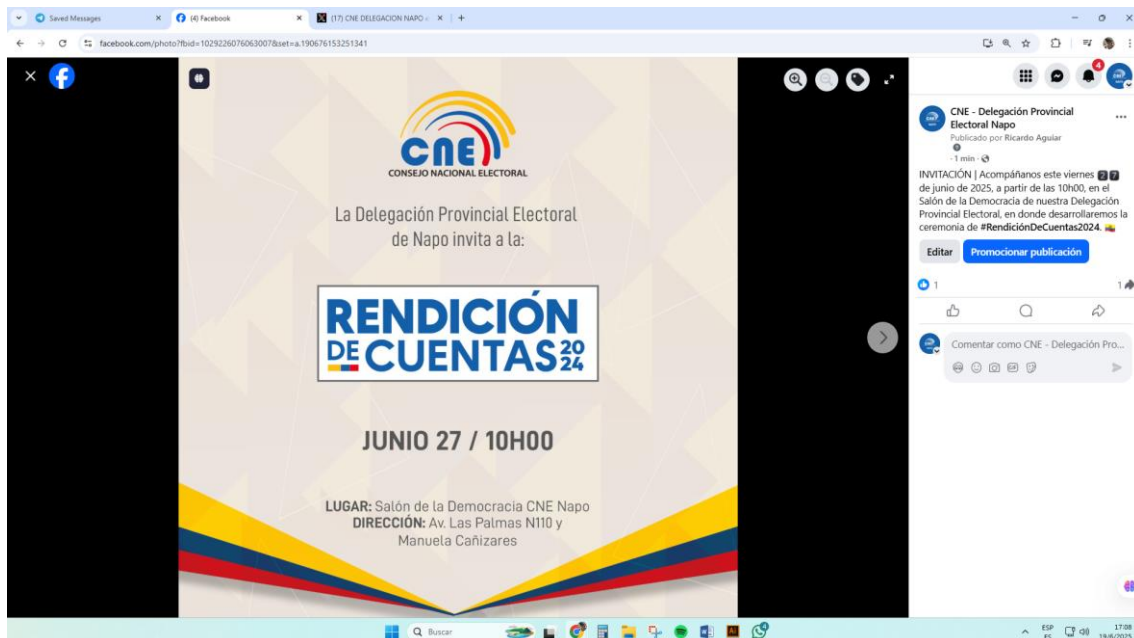 Saved Messages
(4) Facebook
(17) CNE DELEGACION NAPO
facebook.com/photo?fbid=1029226076063007&set=a.190676153251341
CNE
CONSEJO NACIONAL ELECTORAL
La Delegación Provincial Electoral
de Napo invita a la:
RENDICIÓN
DE CUENTAS 2024
JUNIO 27 / 10H00
LUGAR: Salón de la Democracia CNE Napo
DIRECCIÓN: Av. Las Palmas N110 y
Manuela Cañizares
4
CNE - Delegación Provincial
Electoral Napo
Publicado por Ricardo Aguiar
· 1 min ·
INVITACIÓN | Acompáñanos este viernes 27
de junio de 2025, a partir de las 10h00, en el
Salón de la Democracia de nuestra Delegación
Provincial Electoral, en donde desarrollaremos la
ceremonia de #RendiciónDeCuentas2024.
Editar
Promocionar publicación
1
1
Comentar como CNE - Delegación Pro...
Buscar
ESP
17:08